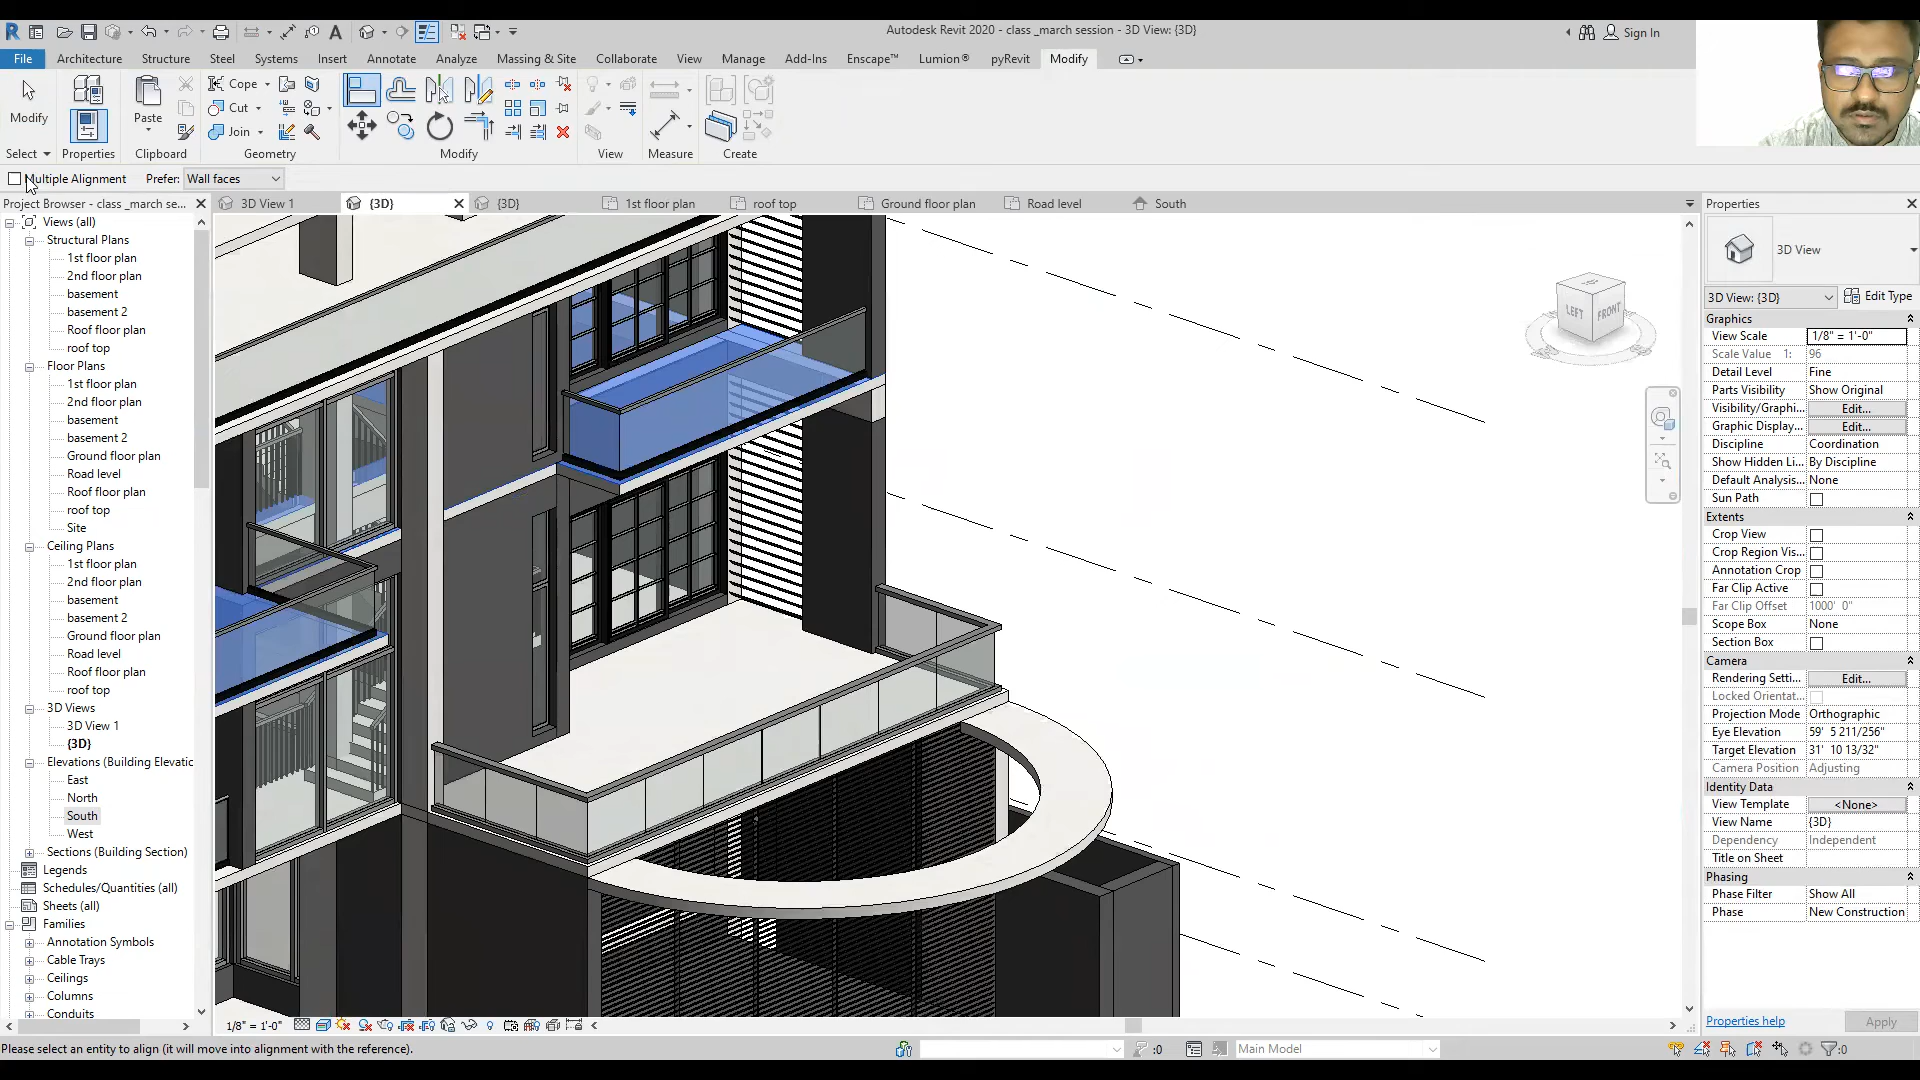 Autodesk Revit 2020 - class _march session - 3D View: {3D}
Sign In
File Architecture Structure Steel Systems Insert Annotate Analyze Massing & Site Collaborate View Manage Add-Ins Enscape™ Lumion® pyRevit Modify
Modify
Paste
Cope
Cut
Join
Select Properties Clipboard Geometry Modify View Measure Create
Multiple Alignment Prefer: Wall faces
Project Browser - class _march se...
3D View 1 {3D} {3D} 1st floor plan roof top Ground floor plan Road level South
Views (all)
Structural Plans
1st floor plan
2nd floor plan
basement
basement 2
Roof floor plan
roof top
Floor Plans
1st floor plan
2nd floor plan
basement
basement 2
Ground floor plan
Road level
Roof floor plan
roof top
Site
Ceiling Plans
1st floor plan
2nd floor plan
basement
basement 2
Ground floor plan
Road level
Roof floor plan
roof top
3D Views
3D View 1
{3D}
Elevations (Building Elevatic
East
North
South
West
Sections (Building Section)
Legends
Schedules/Quantities (all)
Sheets (all)
Families
Annotation Symbols
Cable Trays
Ceilings
Columns
Conduits
LEFT FRONT
Properties
3D View
3D View: {3D} Edit Type
Graphics
View Scale 1/8" = 1'-0"
Scale Value 1: 96
Detail Level Fine
Parts Visibility Show Original
Visibility/Graphi... Edit...
Graphic Display... Edit...
Discipline Coordination
Show Hidden Li... By Discipline
Default Analysis... None
Sun Path
Extents
Crop View
Crop Region Vis...
Annotation Crop
Far Clip Active
Far Clip Offset 1000' 0"
Scope Box None
Section Box
Camera
Rendering Setti... Edit...
Locked Orientat...
Projection Mode Orthographic
Eye Elevation 59' 5 211/256"
Target Elevation 31' 10 13/32"
Camera Position Adjusting
Identity Data
View Template <None>
View Name {3D}
Dependency Independent
Title on Sheet
Phasing
Phase Filter Show All
Phase New Construction
Properties help Apply
1/8" = 1'-0"
Please select an entity to align (it will move into alignment with the reference).
:0 Main Model :0